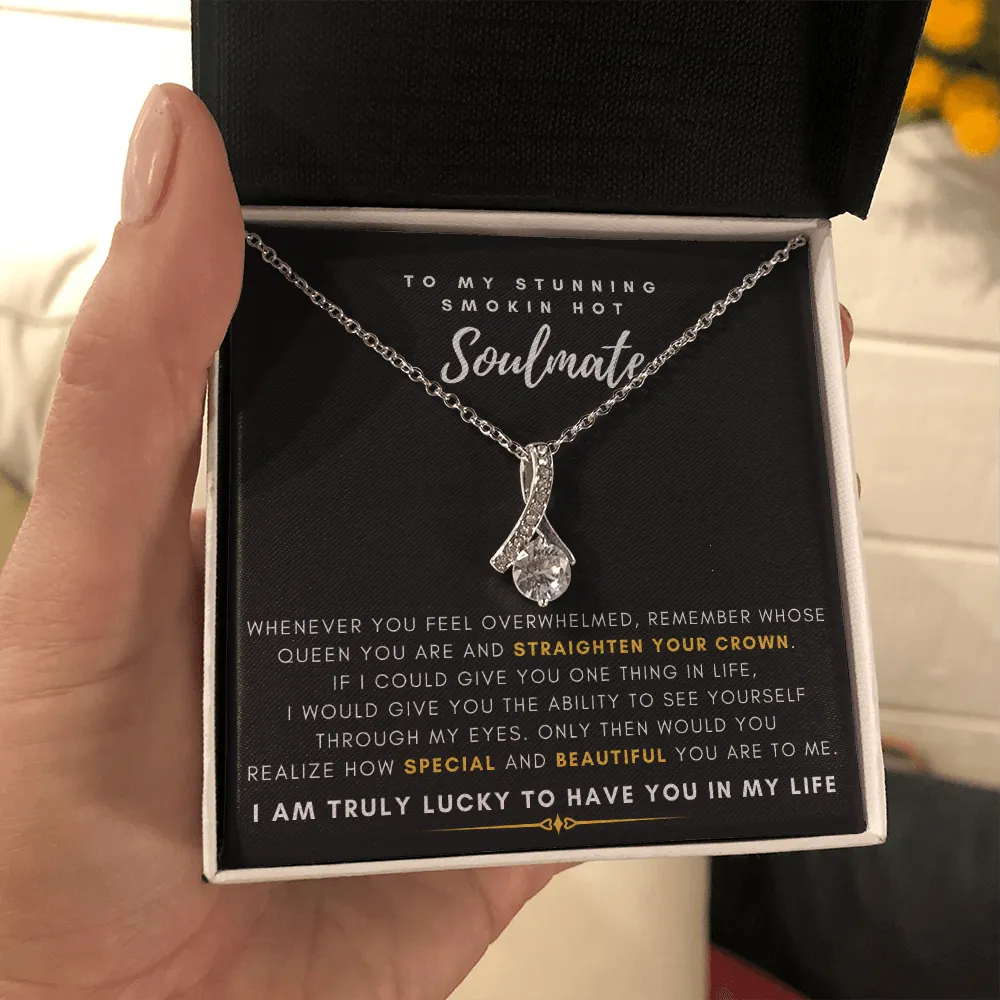 TO MY STUNNING
SMOKIN HOT
Soulmate
WHENEVER YOU FEEL OVERWHELMED, REMEMBER WHOSE
QUEEN YOU ARE AND STRAIGHTEN YOUR CROWN.
IF I COULD GIVE YOU ONE THING IN LIFE,
I WOULD GIVE YOU THE ABILITY TO SEE YOURSELF
THROUGH MY EYES. ONLY THEN WOULD YOU
REALIZE HOW SPECIAL AND BEAUTIFUL YOU ARE TO ME.
I AM TRULY LUCKY TO HAVE YOU IN MY LIFE